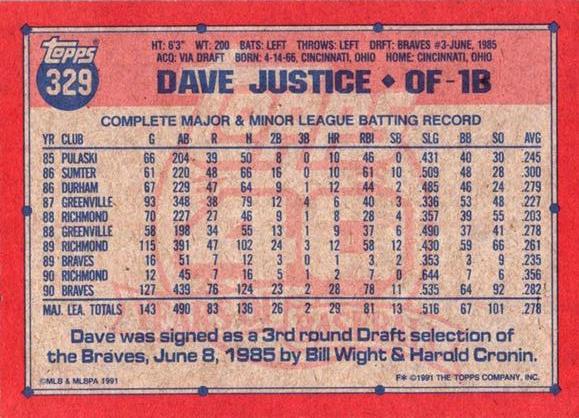 topps
329
HT: 6'3" WT: 200 BATS: LEFT THROWS: LEFT DRFT: BRAVES #3-JUNE, 1985
ACQ: VIA DRAFT BORN: 4-14-66, CINCINNATI, OHIO HOME: CINCINNATI, OHIO
DAVE JUSTICE ♦ OF-1B
COMPLETE MAJOR & MINOR LEAGUE BATTING RECORD
YR CLUB G AB R H 2B 3B HR RBI SB SLG BB SO AVG
85 PULASKI 66 204 39 50 8 0 10 46 0 .431 40 30 .245
86 SUMTER 61 220 48 66 16 0 10 61 10 .509 48 28 .300
86 DURHAM 67 229 47 64 9 1 12 44 2 .485 46 24 .279
87 GREENVILLE 93 348 38 79 12 4 6 40 3 .336 53 48 .227
88 RICHMOND 70 227 27 46 9 1 8 28 4 .357 39 55 .203
88 GREENVILLE 58 198 34 55 13 1 9 37 6 .490 37 41 .278
89 RICHMOND 115 391 47 102 24 3 12 58 12 .430 59 66 .261
89 BRAVES 16 51 7 12 3 0 1 3 2 .353 3 9 .235
90 RICHMOND 12 45 7 16 5 1 2 7 0 .644 7 6 .356
90 BRAVES 127 439 76 124 23 2 28 78 11 .535 64 92 .282
MAJ. LEA. TOTALS 143 490 83 136 26 2 29 81 13 .516 67 101 .278
Dave was signed as a 3rd round Draft selection of
the Braves, June 8, 1985 by Bill Wight & Harold Cronin.
©MLB & MLBPA 1991 F* ©1991 THE TOPPS COMPANY, INC.